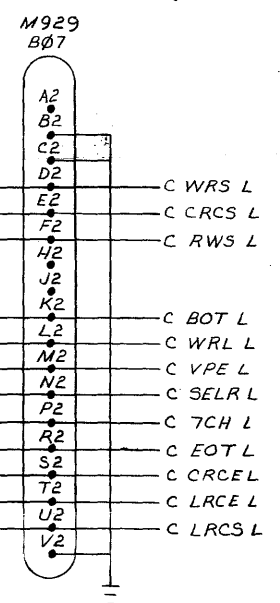 M929
BØ7
A2
B2
C2
D2 C WRS L
E2 C CRCS L
F2 C RWS L
H2
J2
K2 C BOT L
L2 C WRL L
M2 C VPE L
N2 C SELR L
P2 C 7CH L
R2 C EOT L
S2 C CRCE L
T2 C LRCE L
U2 C LRCS L
V2